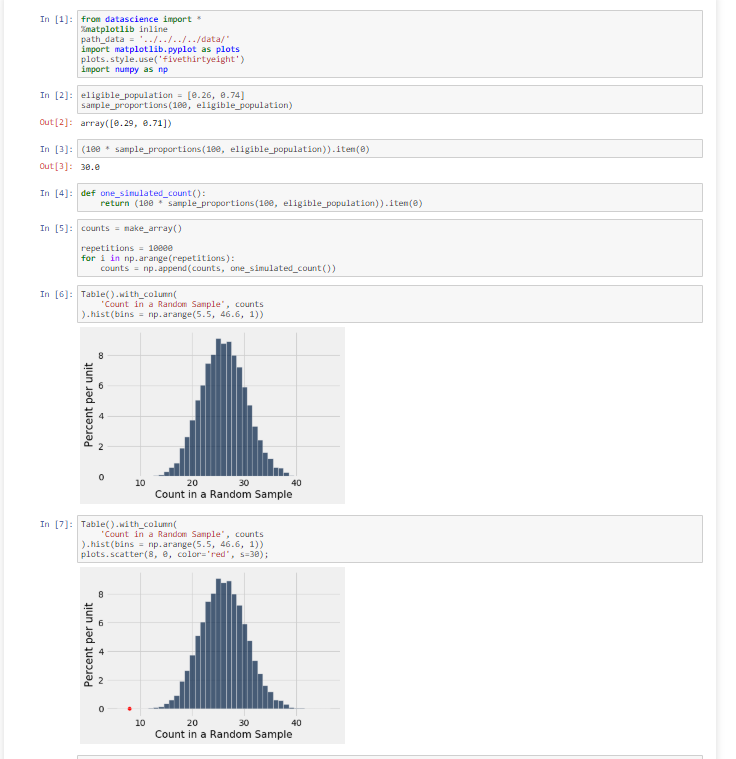 In [1]: from datascience import *
%matplotlib inline
path_data = '../../../../data/'
import matplotlib.pyplot as plots
plots.style.use('fivethirtyeight')
import numpy as np
In [2]: eligible_population = [0.26, 0.74]
sample_proportions(100, eligible_population)
Out[2]: array([0.29, 0.71])
In [3]: (100 * sample_proportions(100, eligible_population)).item(0)
Out[3]: 30.0
In [4]: def one_simulated_count():
return (100 * sample_proportions(100, eligible_population)).item(0)
In [5]: counts = make_array()
repetitions = 10000
for i in np.arange(repetitions):
counts = np.append(counts, one_simulated_count())
In [6]: Table().with_column(
'Count in a Random Sample', counts
).hist(bins = np.arange(5.5, 46.6, 1))
Percent per unit
8
6
4
2
0
10 20 30 40
Count in a Random Sample
In [7]: Table().with_column(
'Count in a Random Sample', counts
).hist(bins = np.arange(5.5, 46.6, 1))
plots.scatter(8, 0, color='red', s=30);
Percent per unit
8
6
4
2
0
10 20 30 40
Count in a Random Sample